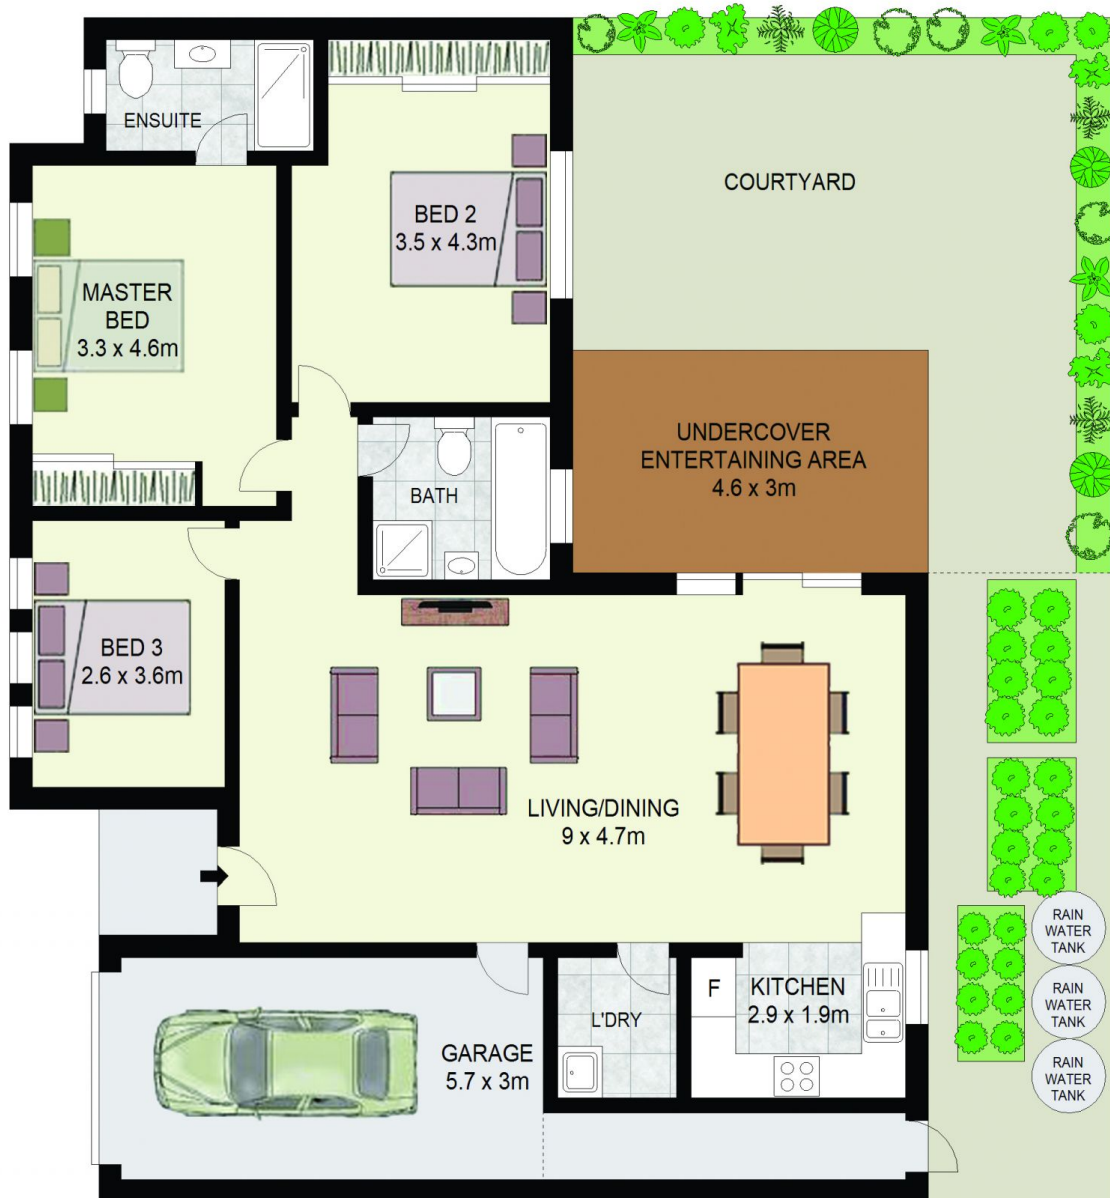 ENSUITE
BED 2
3.5 x 4.3m
COURTYARD
MASTER
BED
3.3 x 4.6m
UNDERCOVER
ENTERTAINING AREA
4.6 x 3m
BATH
BED 3
2.6 x 3.6m
LIVING/DINING
9 x 4.7m
RAIN
WATER
TANK
F
KITCHEN
2.9 x 1.9m
RAIN
WATER
TANK
L'DRY
GARAGE
5.7 x 3m
RAIN
WATER
TANK